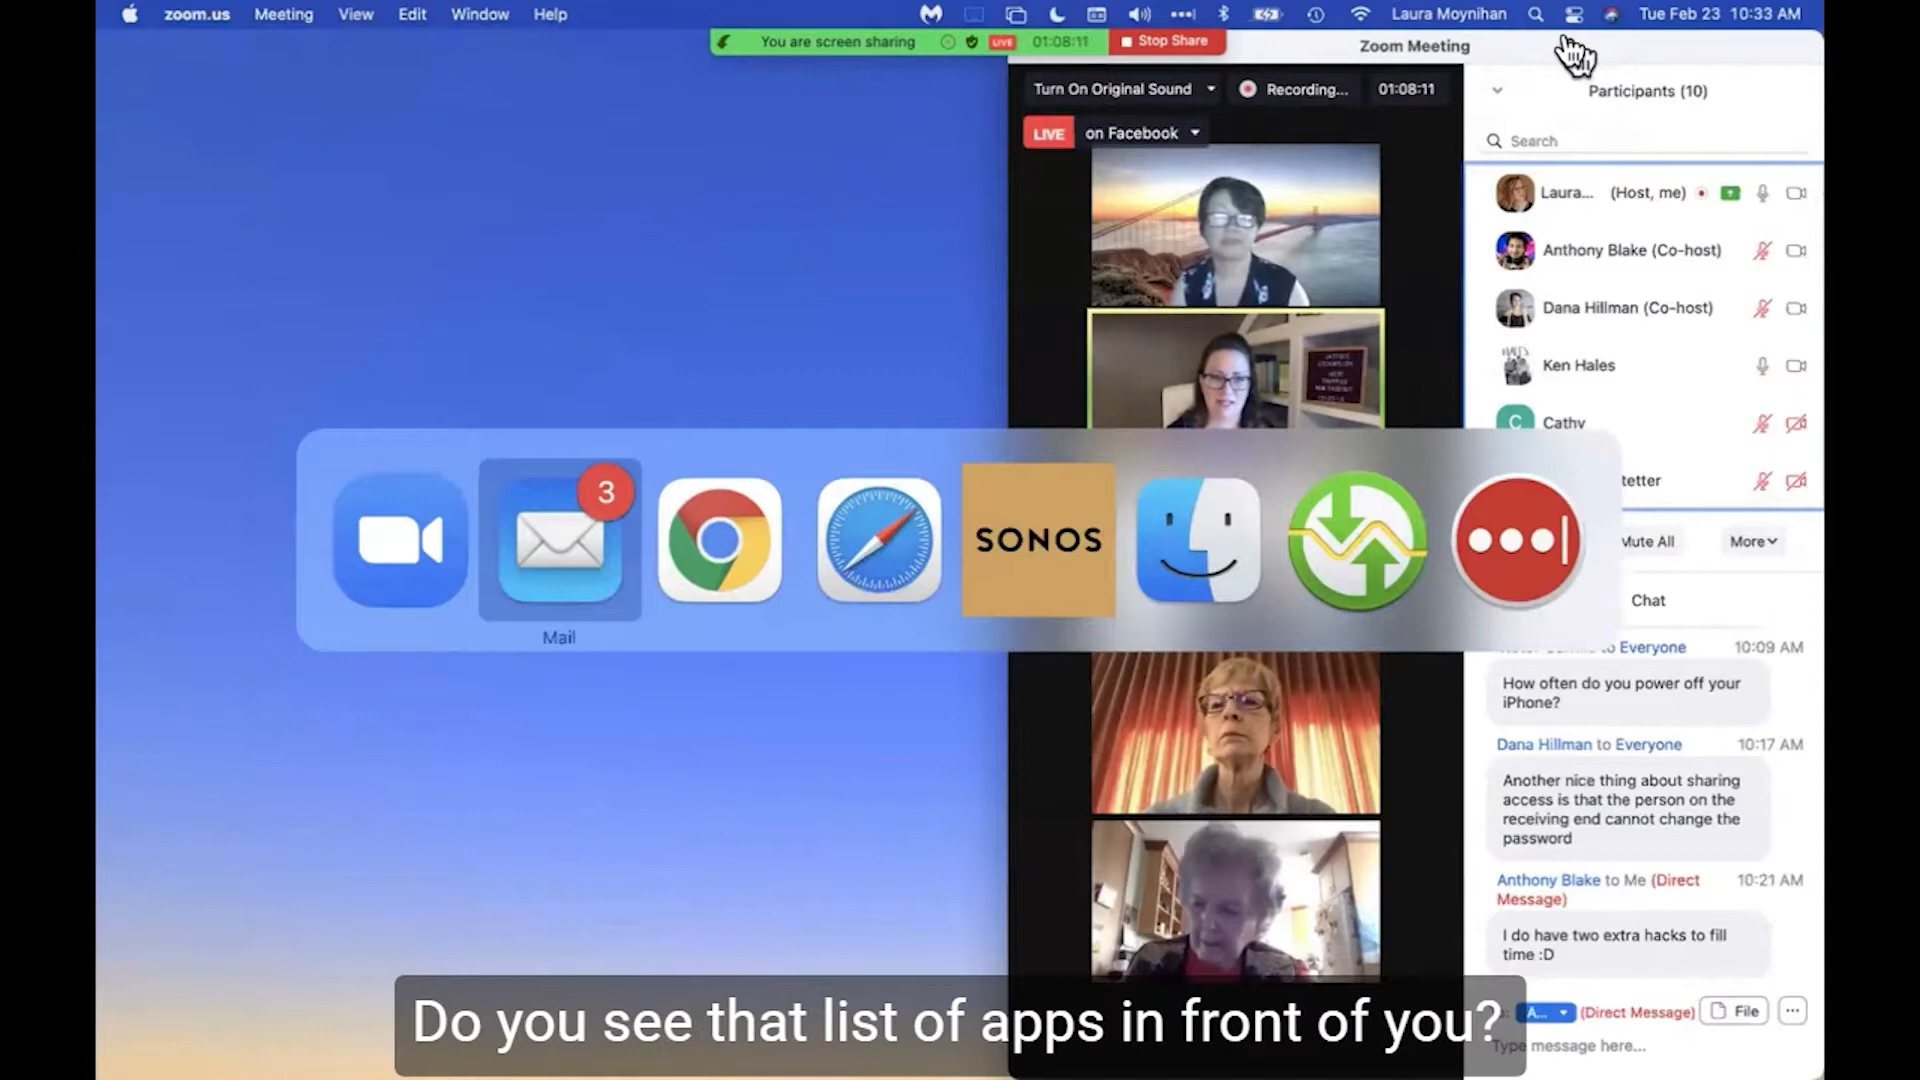 zoom.us Meeting View Edit Window Help
Laura Moynihan Tue Feb 23 10:33 AM
You are screen sharing LIVE 01:08:11 Stop Share
Zoom Meeting
Turn On Original Sound Recording... 01:08:11
LIVE on Facebook
Participants (10)
Search
Laura... (Host, me)
Anthony Blake (Co-host)
Dana Hillman (Co-host)
Ken Hales
C Cathy
tetter
3
SONOS
Mail
Mute All More
Chat
to Everyone 10:09 AM
How often do you power off your
iPhone?
Dana Hillman to Everyone 10:17 AM
Another nice thing about sharing
access is that the person on the
receiving end cannot change the
password
Anthony Blake to Me (Direct
Message) 10:21 AM
I do have two extra hacks to fill
time :D
A... (Direct Message) File
Type message here...
Do you see that list of apps in front of you?